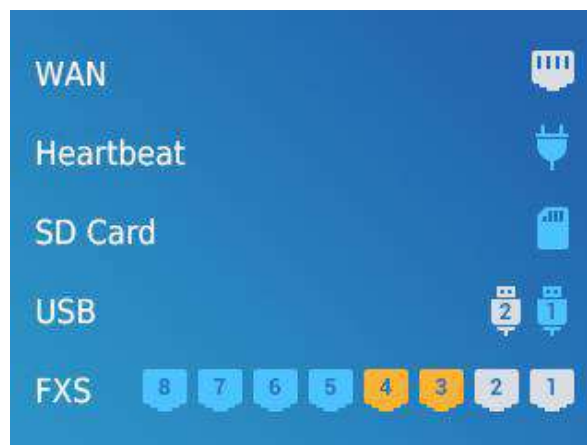 WAN
Heartbeat
SD Card
USB 2 1
FXS 8 7 6 5 4 3 2 1